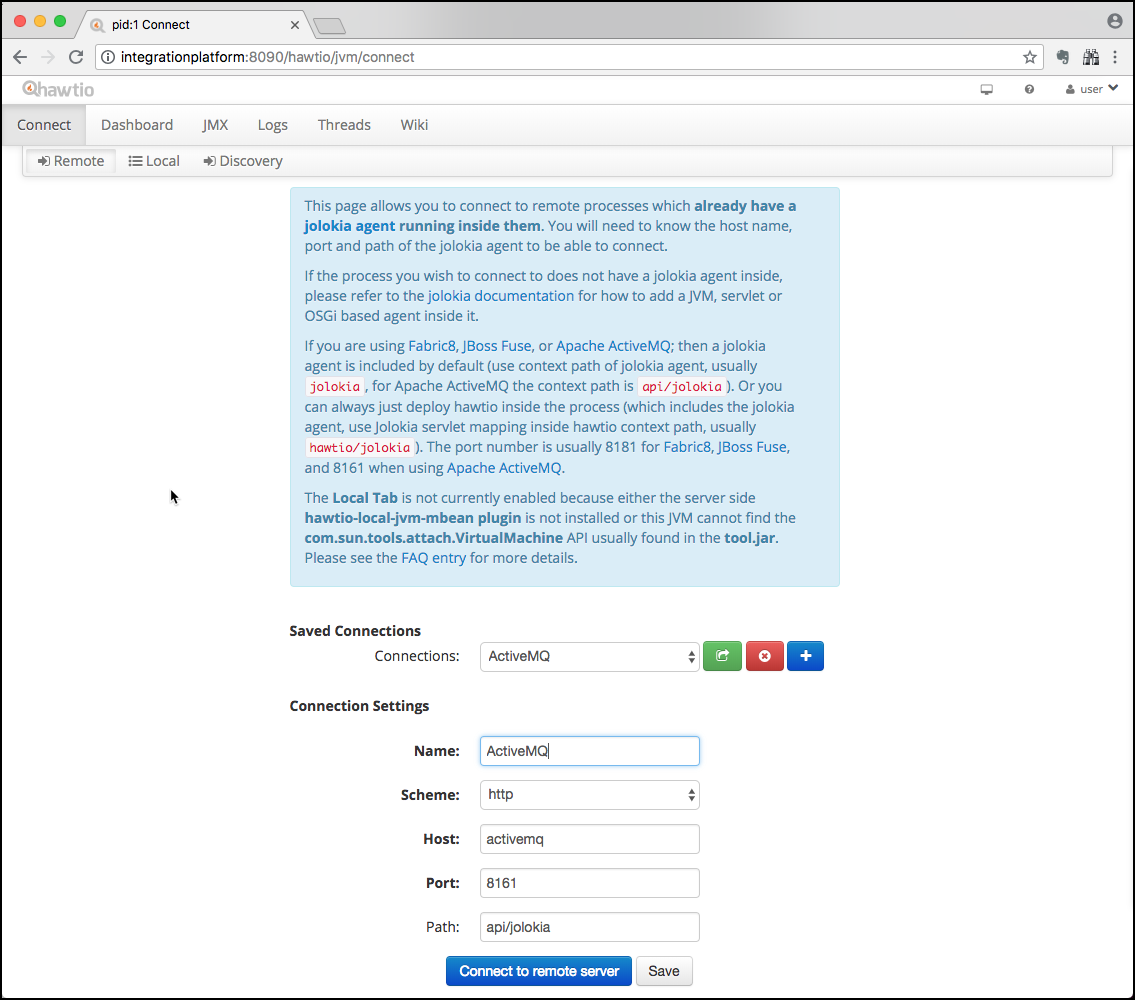 pid:1 Connect
integrationplatform:8090/hawtio/jvm/connect
hawtio
user
Connect Dashboard JMX Logs Threads Wiki
Remote Local Discovery
This page allows you to connect to remote processes which already have a
jolokia agent running inside them. You will need to know the host name,
port and path of the jolokia agent to be able to connect.
If the process you wish to connect to does not have a jolokia agent inside,
please refer to the jolokia documentation for how to add a JVM, servlet or
OSGi based agent inside it.
If you are using Fabric8, JBoss Fuse, or Apache ActiveMQ; then a jolokia
agent is included by default (use context path of jolokia agent, usually
jolokia , for Apache ActiveMQ the context path is api/jolokia ). Or you
can always just deploy hawtio inside the process (which includes the jolokia
agent, use Jolokia servlet mapping inside hawtio context path, usually
hawtio/jolokia ). The port number is usually 8181 for Fabric8, JBoss Fuse,
and 8161 when using Apache ActiveMQ.
The Local Tab is not currently enabled because either the server side
hawtio-local-jvm-mbean plugin is not installed or this JVM cannot find the
com.sun.tools.attach.VirtualMachine API usually found in the tool.jar.
Please see the FAQ entry for more details.
Saved Connections
Connections: ActiveMQ
Connection Settings
Name: ActiveMQ
Scheme: http
Host: activemq
Port: 8161
Path: api/jolokia
Connect to remote server Save